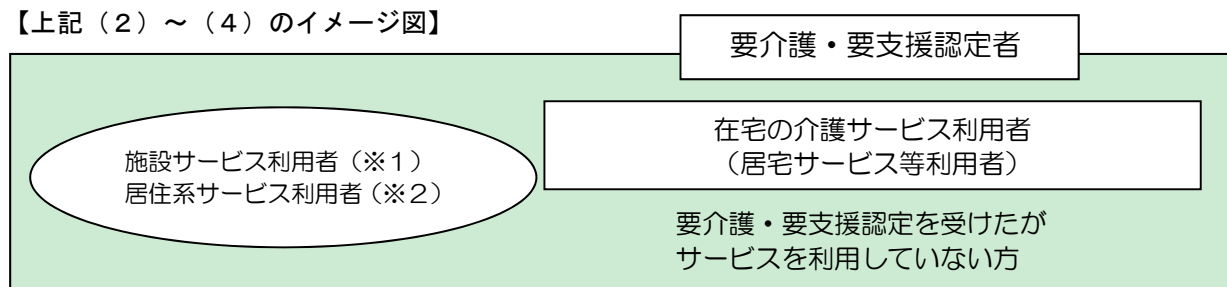 【上記（２）～（４）のイメージ図】
要介護・要支援認定者
施設サービス利用者（※１）
居住系サービス利用者（※２）
在宅の介護サービス利用者
（居宅サービス等利用者）
要介護・要支援認定を受けたが
サービスを利用していない方